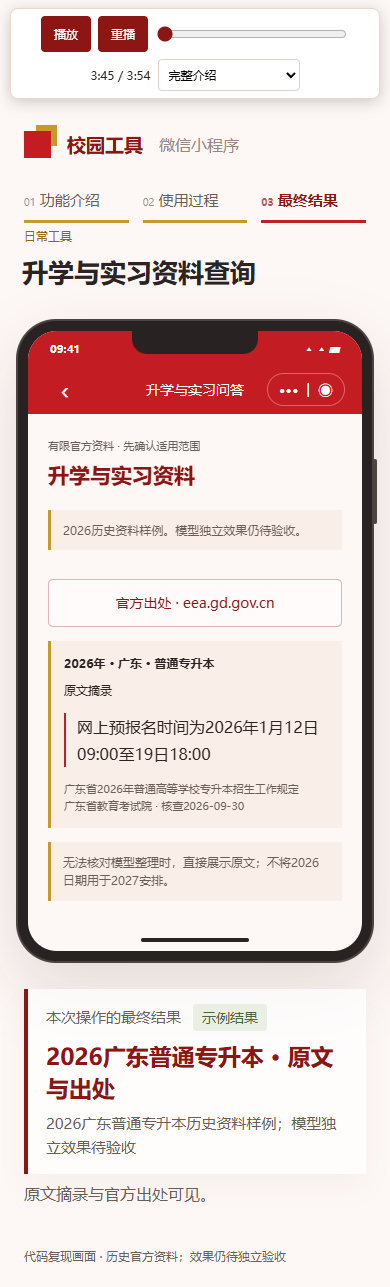 播放
重播
3:45 / 3:54
完整介绍
校园工具
微信小程序
01 功能介绍
02 使用过程
03 最终结果
日常工具
升学与实习资料查询
09:41
升学与实习问答
有限官方资料 · 先确认适用范围
升学与实习资料
2026历史资料样例。模型独立效果仍待验收。
官方出处 · eea.gd.gov.cn
2026年 · 广东 · 普通专升本
原文摘录
网上预报名时间为2026年1月12日
09:00至19日18:00
广东省2026年普通高等学校专升本招生工作规定
广东省教育考试院 · 核查2026-09-30
无法核对模型整理时，直接展示原文；不将2026
日期用于2027安排。
本次操作的最终结果
示例结果
2026广东普通专升本 · 原文
与出处
2026广东普通专升本历史资料样例；模型独
立效果待验收
原文摘录与官方出处可见。
代码复现画面 · 历史官方资料；效果仍待独立验收